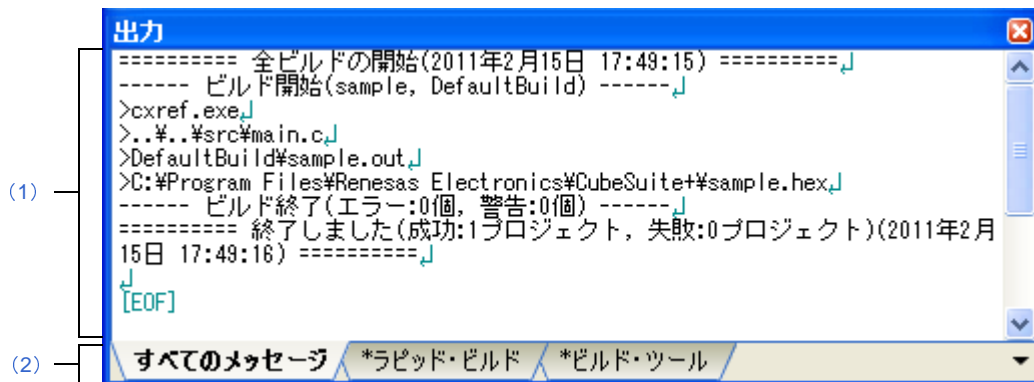 出力
========== 全ビルドの開始(2011年2月15日 17:49:15) ==========↲
------ ビルド開始(sample, DefaultBuild) ------↲
>cxref.exe↲
>..¥..¥src¥main.c↲
>DefaultBuild¥sample.out↲
>C:¥Program Files¥Renesas Electronics¥CubeSuite+¥sample.hex↲
------ ビルド終了(エラー:0個, 警告:0個) ------↲
========== 終了しました(成功:1プロジェクト, 失敗:0プロジェクト)(2011年2月
15日 17:49:16) ==========↲
↲
[EOF]
(1)
すべてのメッセージ *ラピッド・ビルド *ビルド・ツール
(2)